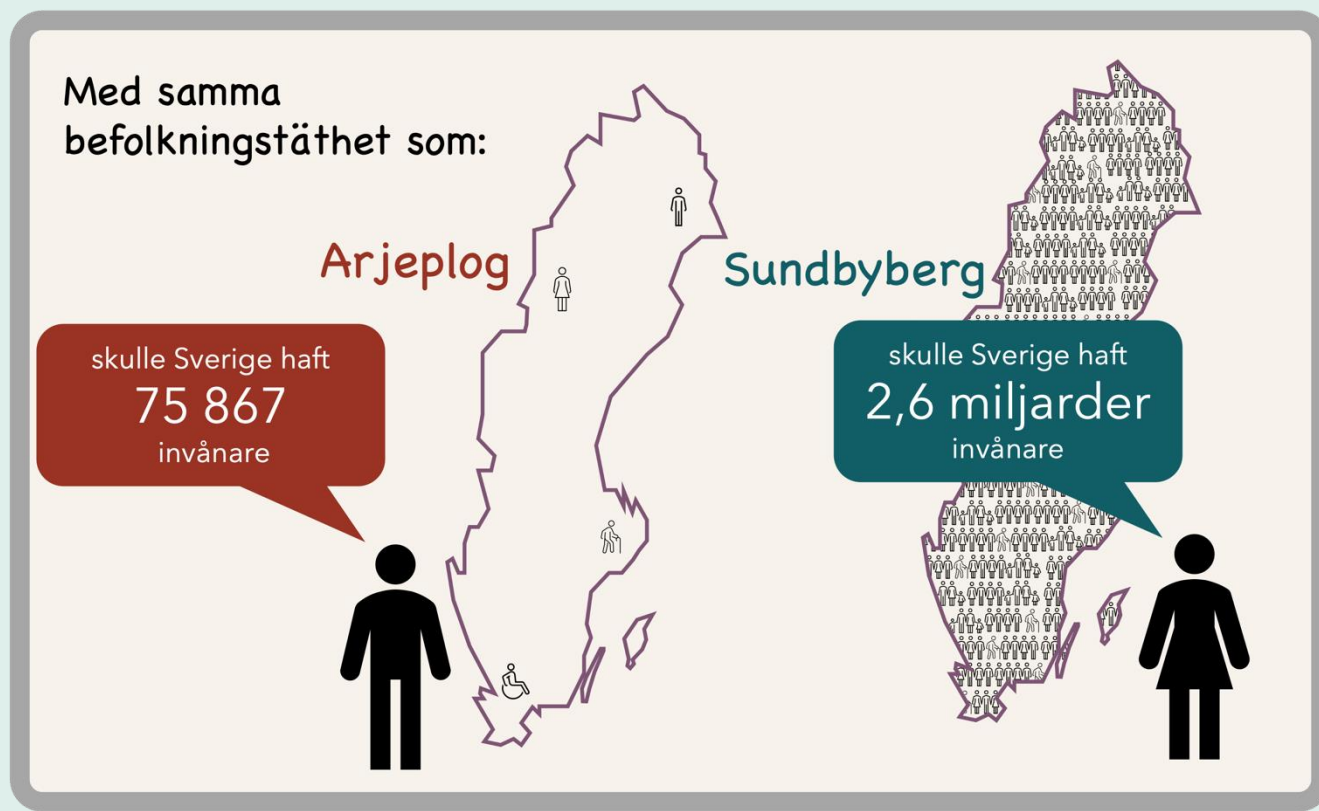 Med samma
befolkningstäthet som:
Arjeplog
skulle Sverige haft
75 867
invånare
Sundbyberg
skulle Sverige haft
2,6 miljarder
invånare